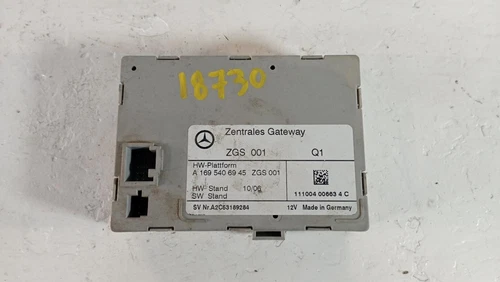 18730
Zentrales Gateway
ZGS 001 Q1
HW-Plattform
A 169 540 69 45 ZGS 001
HW Stand 10/06
SW Stand
111004 00663 4 C
SV Nr.A2C53189284 12V Made in Germany